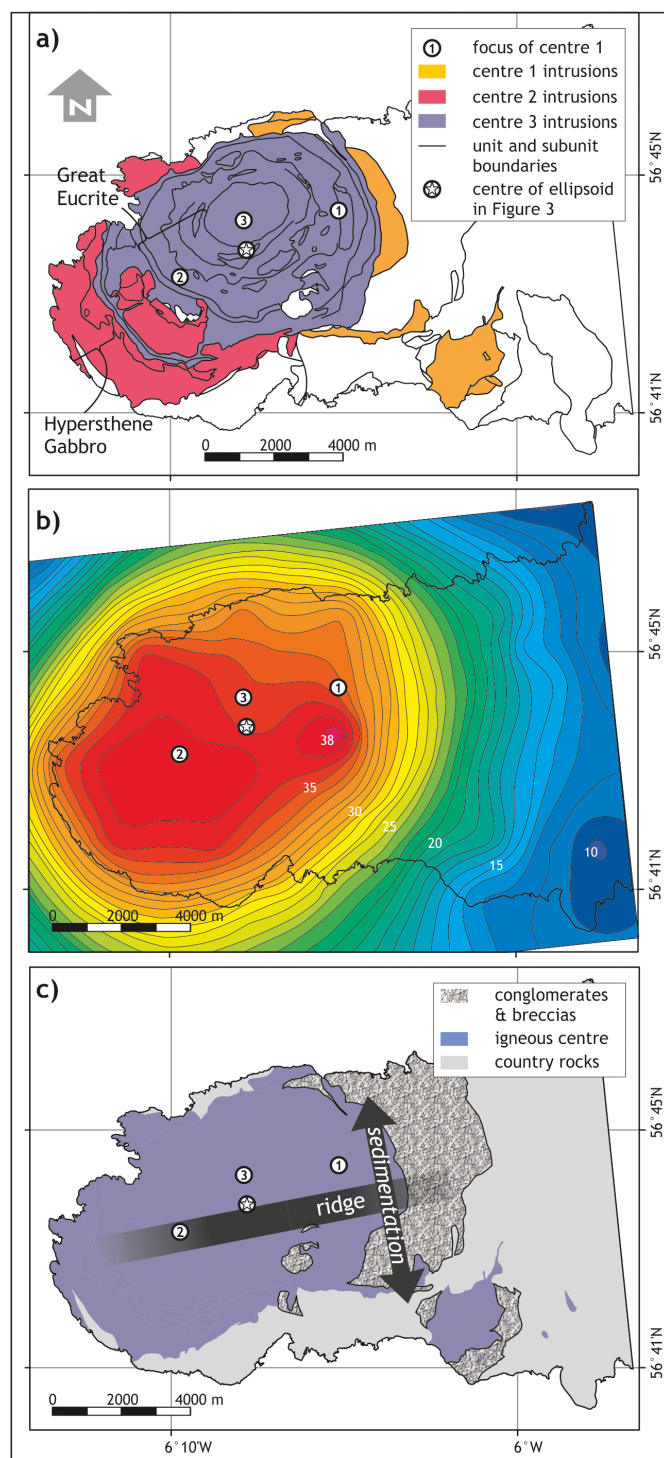 a)
N
1 focus of centre 1
centre 1 intrusions
centre 2 intrusions
centre 3 intrusions
unit and subunit
boundaries
centre of ellipsoid
in Figure 3
Great
Eucrite
3
1
2
Hypersthene
Gabbro
0 2000 4000 m
56°45'N
56°41'N
b)
1
3
2
38
35
30
25
20
15
10
0 2000 4000 m
56°45'N
56°41'N
c)
conglomerates
& breccias
igneous centre
country rocks
sedimentation
1
3
ridge
2
0 2000 4000 m
56°45'N
56°41'N
6°10'W
6°W